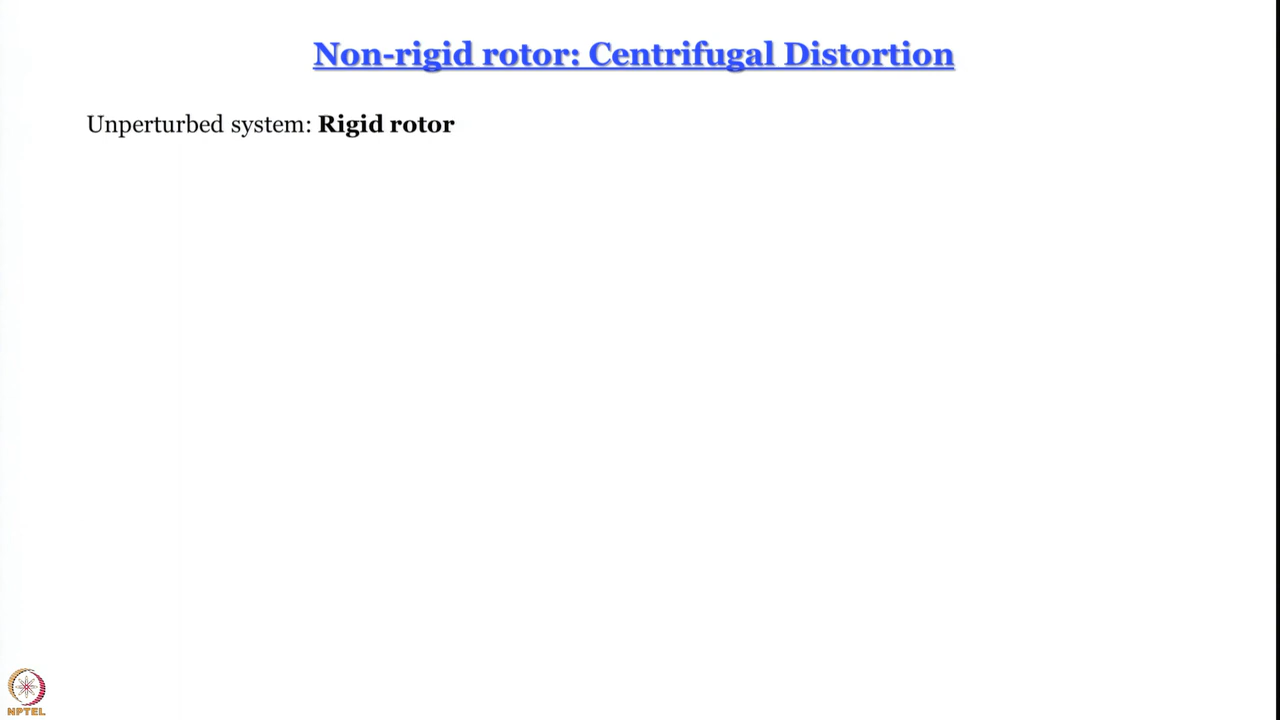 Non-rigid rotor: Centrifugal Distortion
Unperturbed system: Rigid rotor
NPTEL